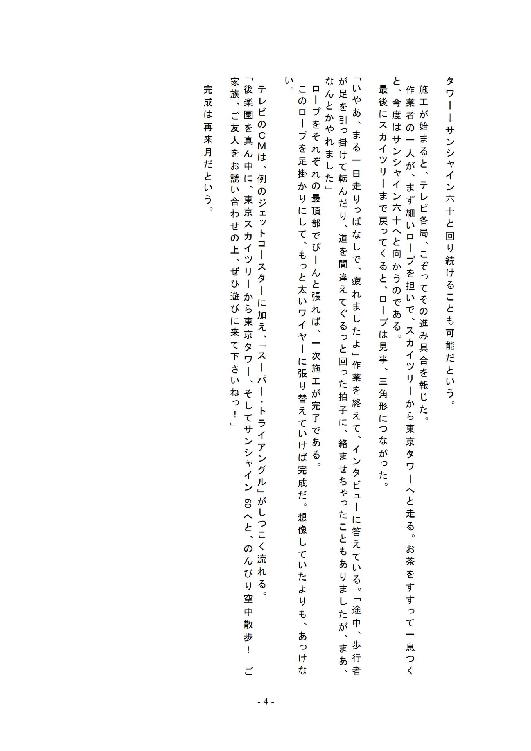 タワーーサンシャイン六十と回り続けることも可能だという。
施工が始まると、テレビ各局、こぞってその進み具合を報じた。
作業者の一人が、まず細いロープを担いで、スカイツリーから東京タワーへと走る。お茶をすすって一息つく
と、今度はサンシャイン六十へと向かうのである。
最後にスカイツリーまで戻ってくると、ロープは見事、三角形につながった。
「いやあ、まる一日走りっぱなしで、疲れましたよ」作業を終えて、インタビューに答えている。「途中、歩行者
が足を引っ掛けて転んだり、道を間違えてぐるっと回った拍子に、絡ませちゃったこともありましたが、まあ、
なんとかやれました」
ロープをそれぞれの最頂部でぴーんと張れば、一次施工が完了である。
このロープを足掛かりにして、もっと太いワイヤーに張り替えていけば完成だ。想像していたよりも、あっけな
い。
テレビのＣＭは、例のジェットコースターに加え、「スーパー・トライアングル」がしつこく流れる。
「後楽園を真ん中に、東京スカイツリーから東京タワー、そしてサンシャイン60へと、のんびり空中散歩！　ご
家族、ご友人をお誘い合わせの上、ぜひ遊びに来て下さいねっ！」
完成は再来月だという。
- 4 -